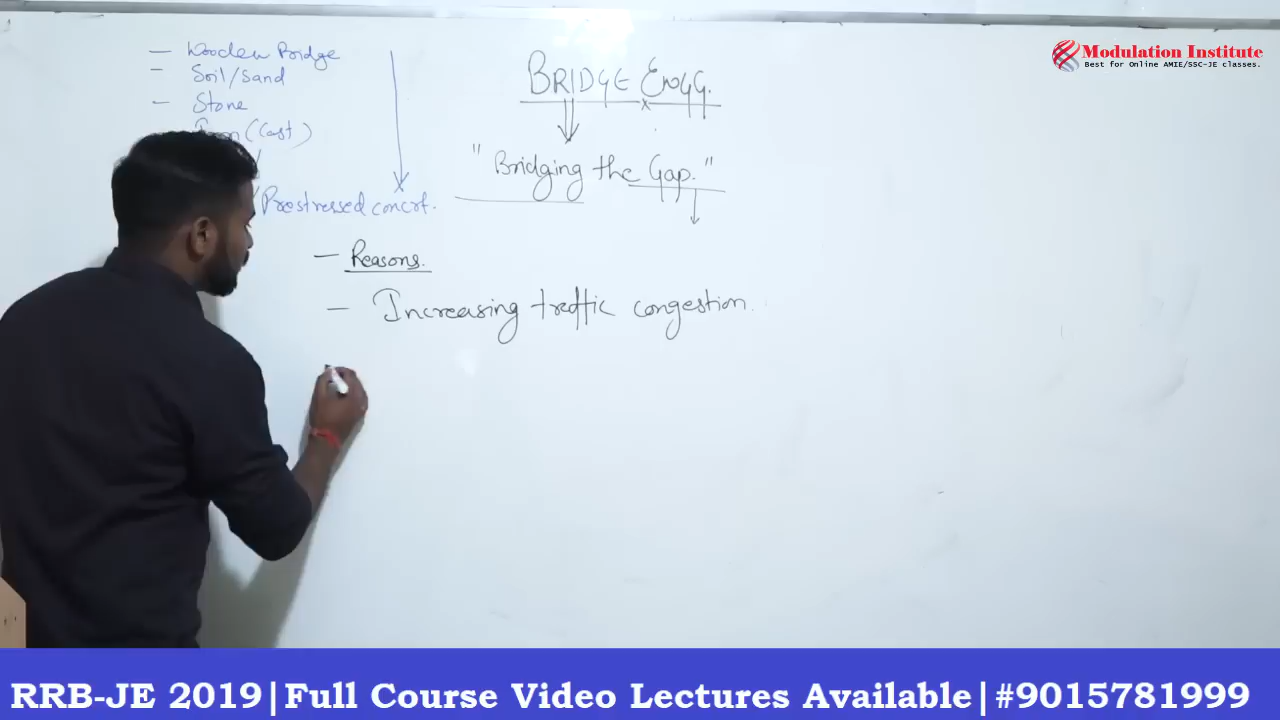 - Wooden Bridge
- Soil/Sand
- Stone
(Cast)
Prestressed concrt.
BRIDGE ENGG.
"Bridging the Gap."
- Reasons.
- Increasing traffic congestion.
Modulation Institute
Best for Online AMIE/SSC-JE classes.
RRB-JE 2019|Full Course Video Lectures Available|#9015781999